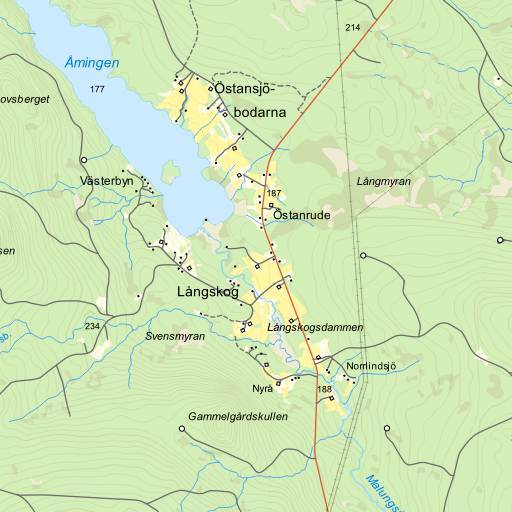 214
Åmingen
177
Östansjö-
bodarna
ovsberget
Västerbyn
Långmyran
187
Östanrude
sen
Långskog
234
Svensmyran
Långskogsdammen
Norrlindsjö
Nyrå
188
Gammelgårdskullen
Malungs